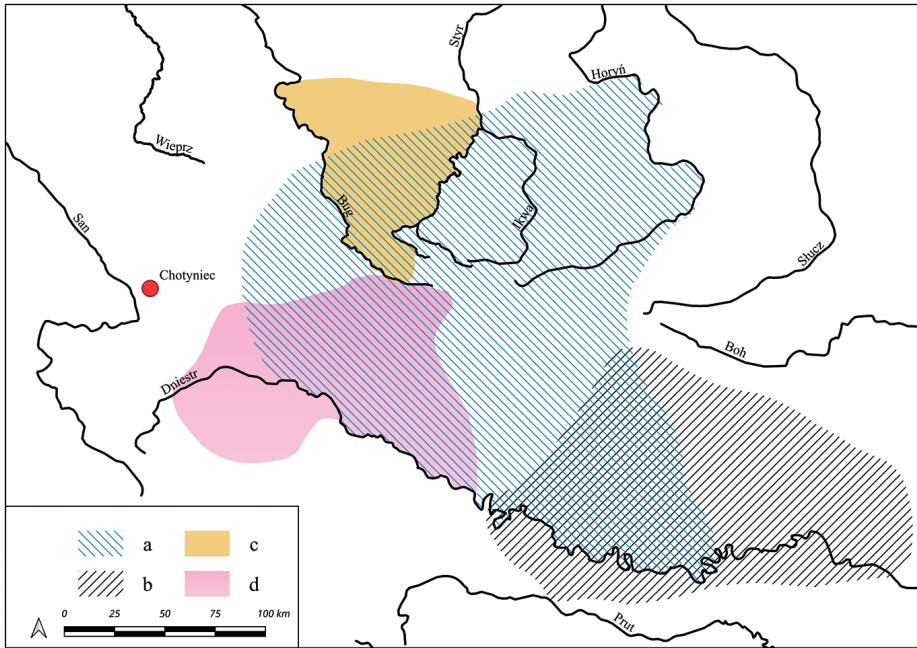 Styr
Horyń
Wieprz
San
Bug
Ikwa
Słucz
Chotyniec
Boh
Dniestr
a
c
b
d
0 25 50 75 100 km
Prut